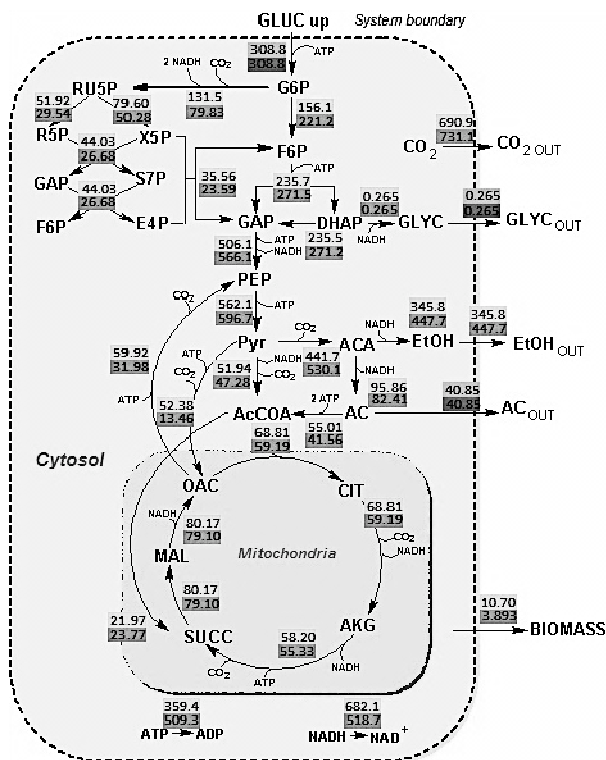 GLUC up System boundary
308.8
308.8
ATP
2 NADH CO2
RU5P G6P
131.5
79.83
51.92 79.60
29.54 50.28
156.1
221.2
R5P X5P
44.03
26.68
F6P
690.9
731.1
CO2 CO2 OUT
ATP
GAP S7P
44.03
26.68
35.56
23.59
235.7
271.5
F6P E4P
GAP DHAP GLYC GLYCOUT
0.265
0.265
0.265
0.265
NADH
506.1
566.1
ATP
NADH
235.5
271.2
PEP
CO2
562.1
596.7
ATP
345.8
447.7
345.8
447.7
Pyr CO2 ACA NADH EtOH EtOHOUT
59.92
31.98
ATP
CO2
51.94
47.28
NADH
CO2
441.7
530.1
NADH
ATP
52.38
13.46
95.86
82.41
40.85
40.85
AcCOA 2 ATP AC ACOUT
68.81
59.19
55.01
41.56
Cytosol
OAC CIT
NADH
80.17
79.10
68.81
59.19
CO2
NADH
MAL Mitochondria
80.17
79.10
21.97
23.77
SUCC AKG
58.20
55.33
CO2 ATP NADH
10.70
3.893
BIOMASS
359.4
509.3
ATP ADP
682.1
518.7
NADH NAD+